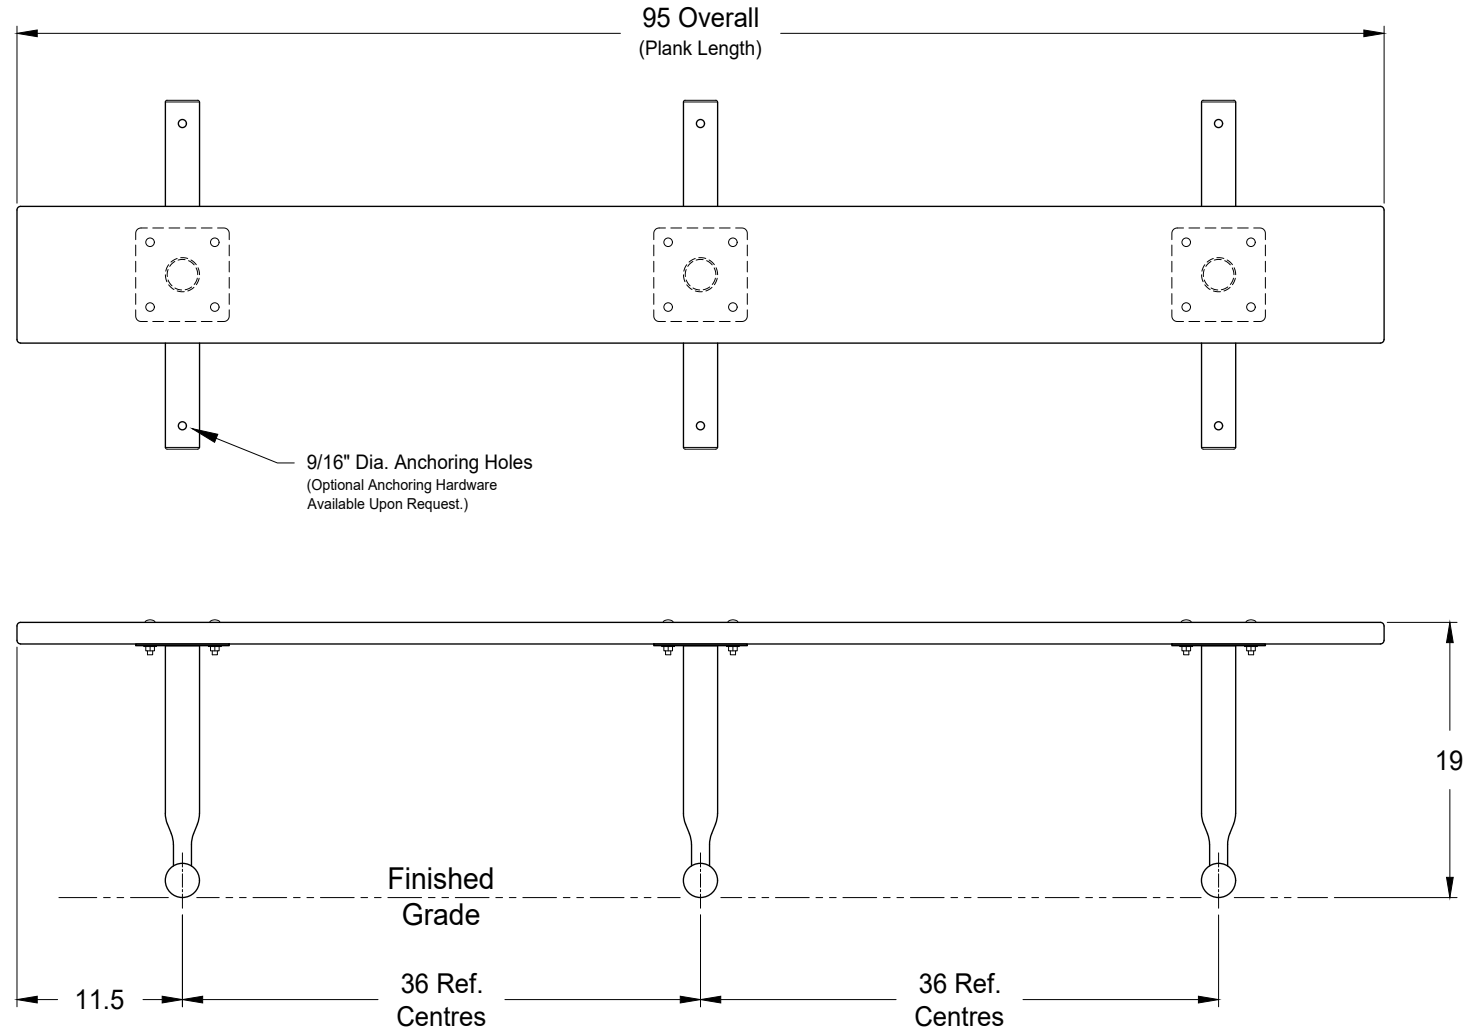 95 Overall
(Plank Length)
9/16" Dia. Anchoring Holes
(Optional Anchoring Hardware
Available Upon Request.)
19
Finished
Grade
11.5
36 Ref.
Centres
36 Ref.
Centres